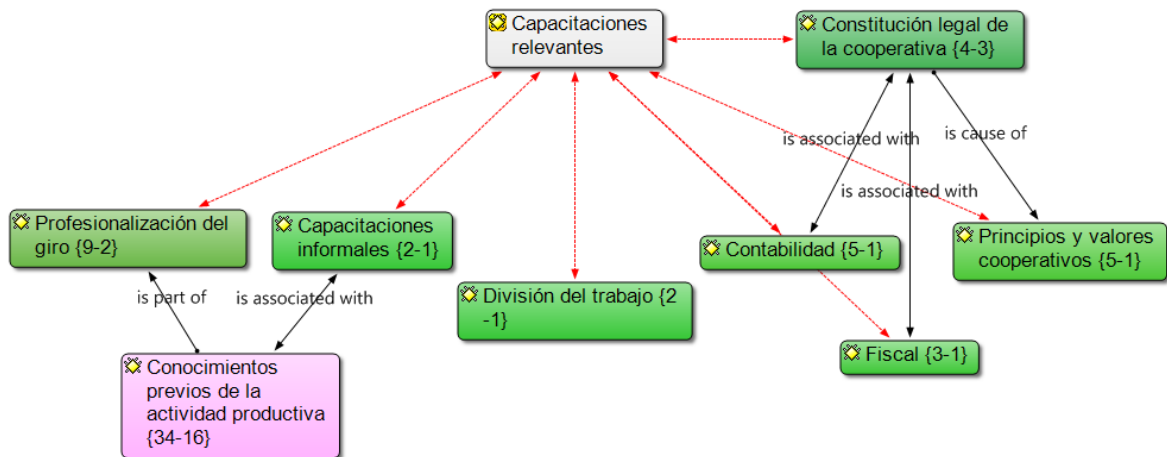 Capacitaciones
relevantes
Constitución legal de
la cooperativa {4-3}
is associated with
is cause of
is associated with
Profesionalización del
giro {9-2}
Capacitaciones
informales {2-1}
Contabilidad {5-1}
Principios y valores
cooperativos {5-1}
División del trabajo {2
-1}
is part of
is associated with
Fiscal {3-1}
Conocimientos
previos de la
actividad productiva
{34-16}